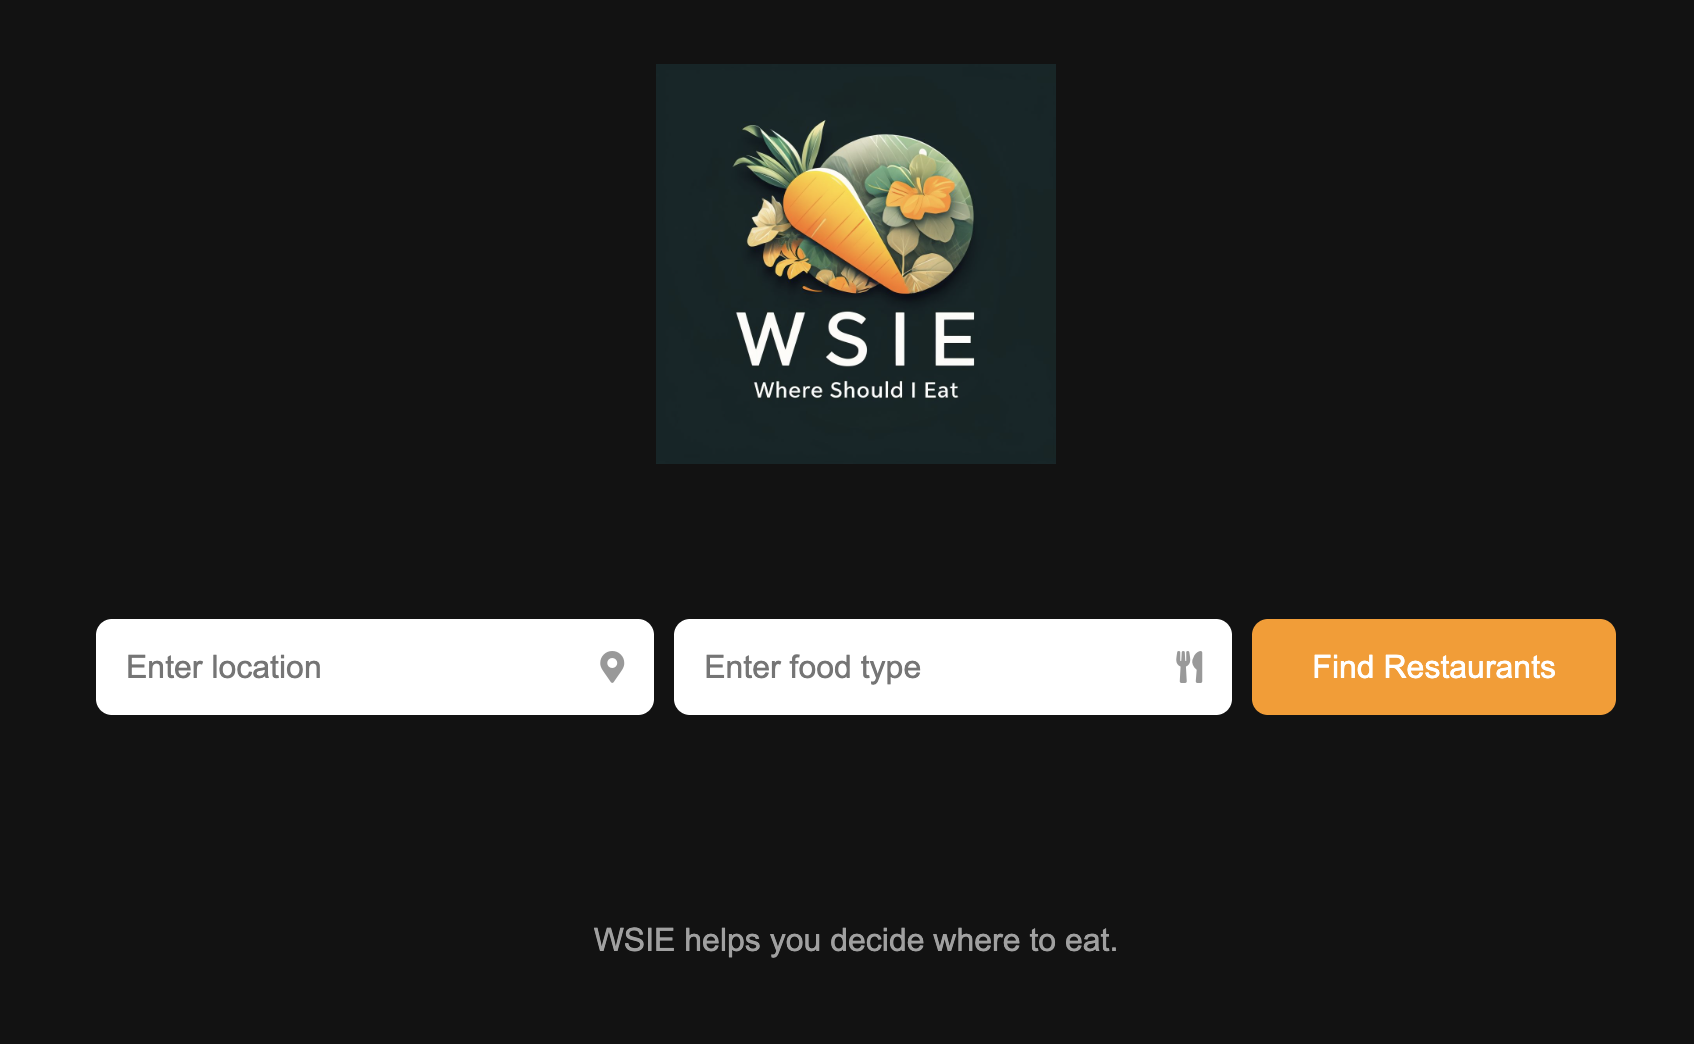 WSIE
Where Should I Eat
Enter location
Enter food type
Find Restaurants
WSIE helps you decide where to eat.